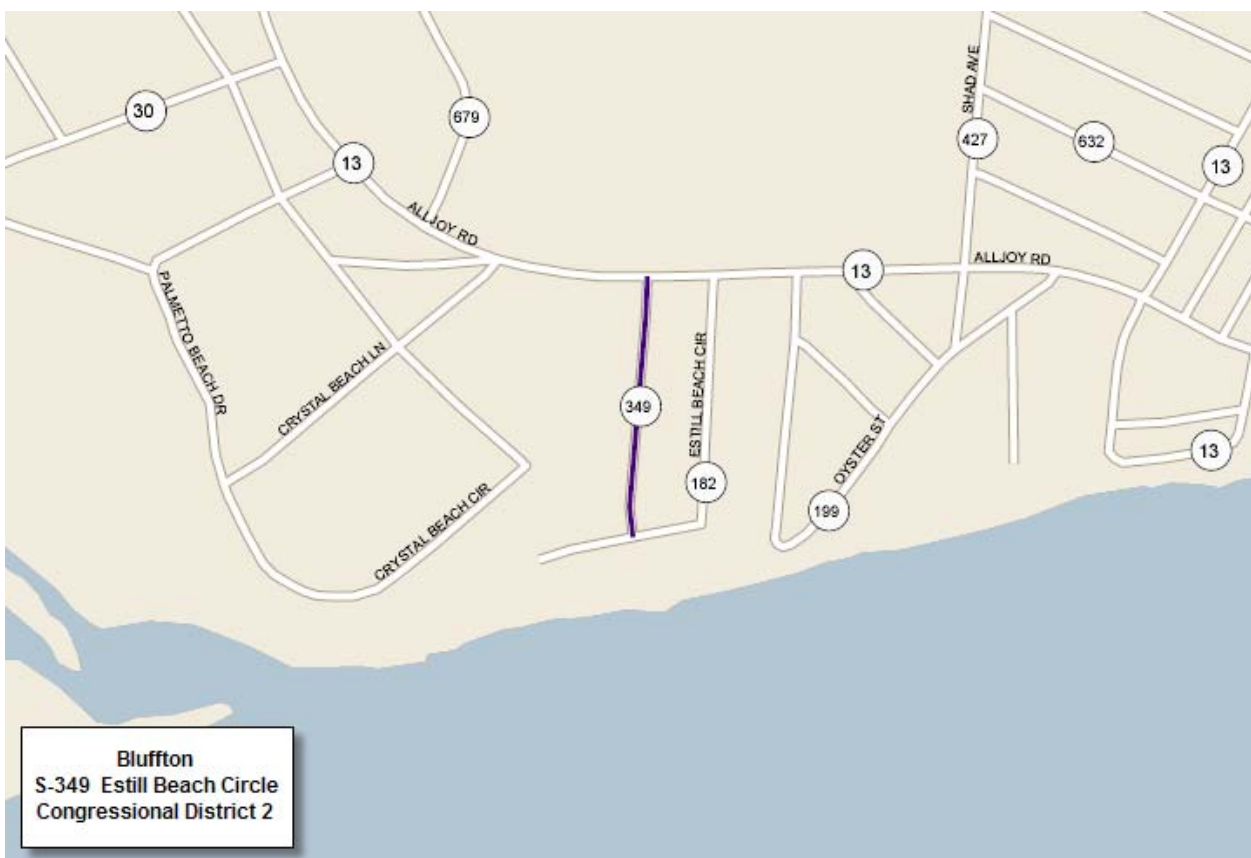 30
679
SHAD AVE
427
632
13
13
ALLJOY RD
ALLJOY RD
13
PALMETTO BEACH DR
CRYSTAL BEACH LN
349
ESTILL BEACH CIR
182
OYSTER ST
199
13
CRYSTAL BEACH CIR
Bluffton
S-349 Estill Beach Circle
Congressional District 2